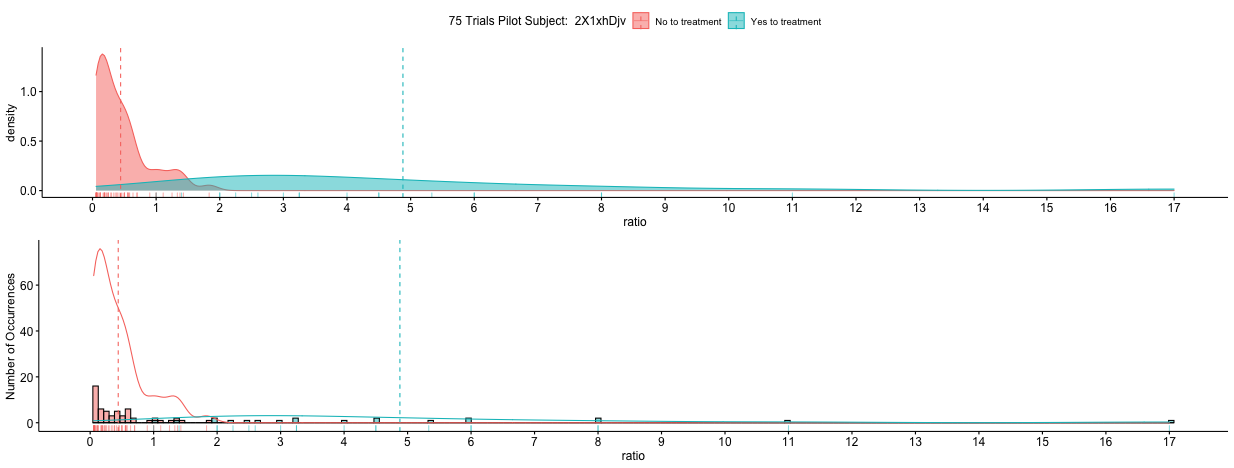 75 Trials Pilot Subject: 2X1xhDjv No to treatment Yes to treatment
density
1.0
0.5
0.0
0 1 2 3 4 5 6 7 8 9 10 11 12 13 14 15 16 17
ratio
Number of Occurrences
60
40
20
0
0 1 2 3 4 5 6 7 8 9 10 11 12 13 14 15 16 17
ratio